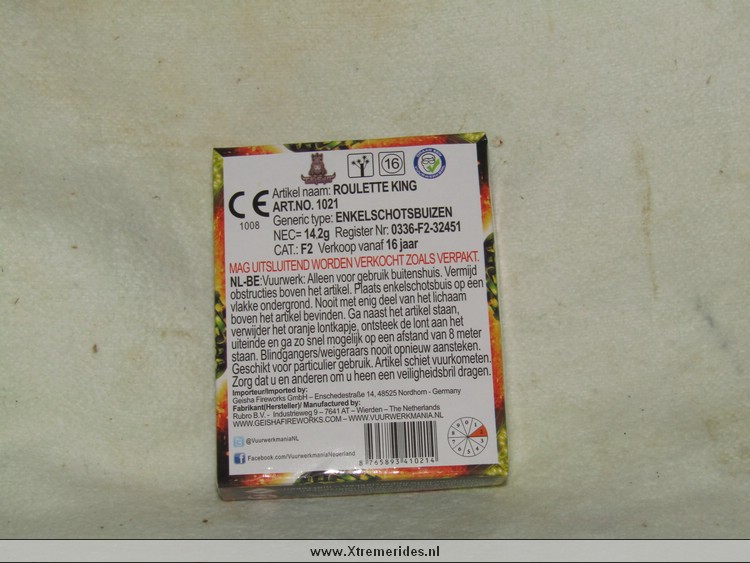 16
CE
1008
Artikel naam: ROULETTE KING
ART.NO. 1021
Generic type: ENKELSCHOTSBUIZEN
NEC= 14,2g Register Nr: 0336-F2-32451
CAT.: F2 Verkoop vanaf 16 jaar
MAG UITSLUITEND WORDEN VERKOCHT ZOALS VERPAKT.
NL-BE:Vuurwerk: Alleen voor gebruik buitenshuis. Vermijd
obstructies boven het artikel. Plaats enkelschotsbuis op een
vlakke ondergrond. Nooit met enig deel van het lichaam
boven het artikel bevinden. Ga naast het artikel staan,
verwijder het oranje lontkapje, ontsteek de lont aan het
uiteinde en ga zo snel mogelijk op een afstand van 8 meter
staan. Blindgangers/weigeraars nooit opnieuw aansteken.
Geschikt voor particulier gebruik. Artikel schiet vuurkometen.
Zorg dat u en anderen om u heen een veiligheidsbril dragen.
Importeur/Imported by:
Geisha Fireworks GmbH – Enschedestraße 14, 48525 Nordhorn - Germany
Fabrikant(Hersteller)/ Manufactured by:
Rubro B.V. - Industrieweg 9 – 7641 AT – Wierden – The Netherlands
WWW.GEISHAFIREWORKS.COM – WWW.VUURWERKMANIA.NL
@VuurwerkmaniaNL
Facebook.com/VuurwerkmaniaNeuerland
8 765893 410214
www.Xtremerides.nl